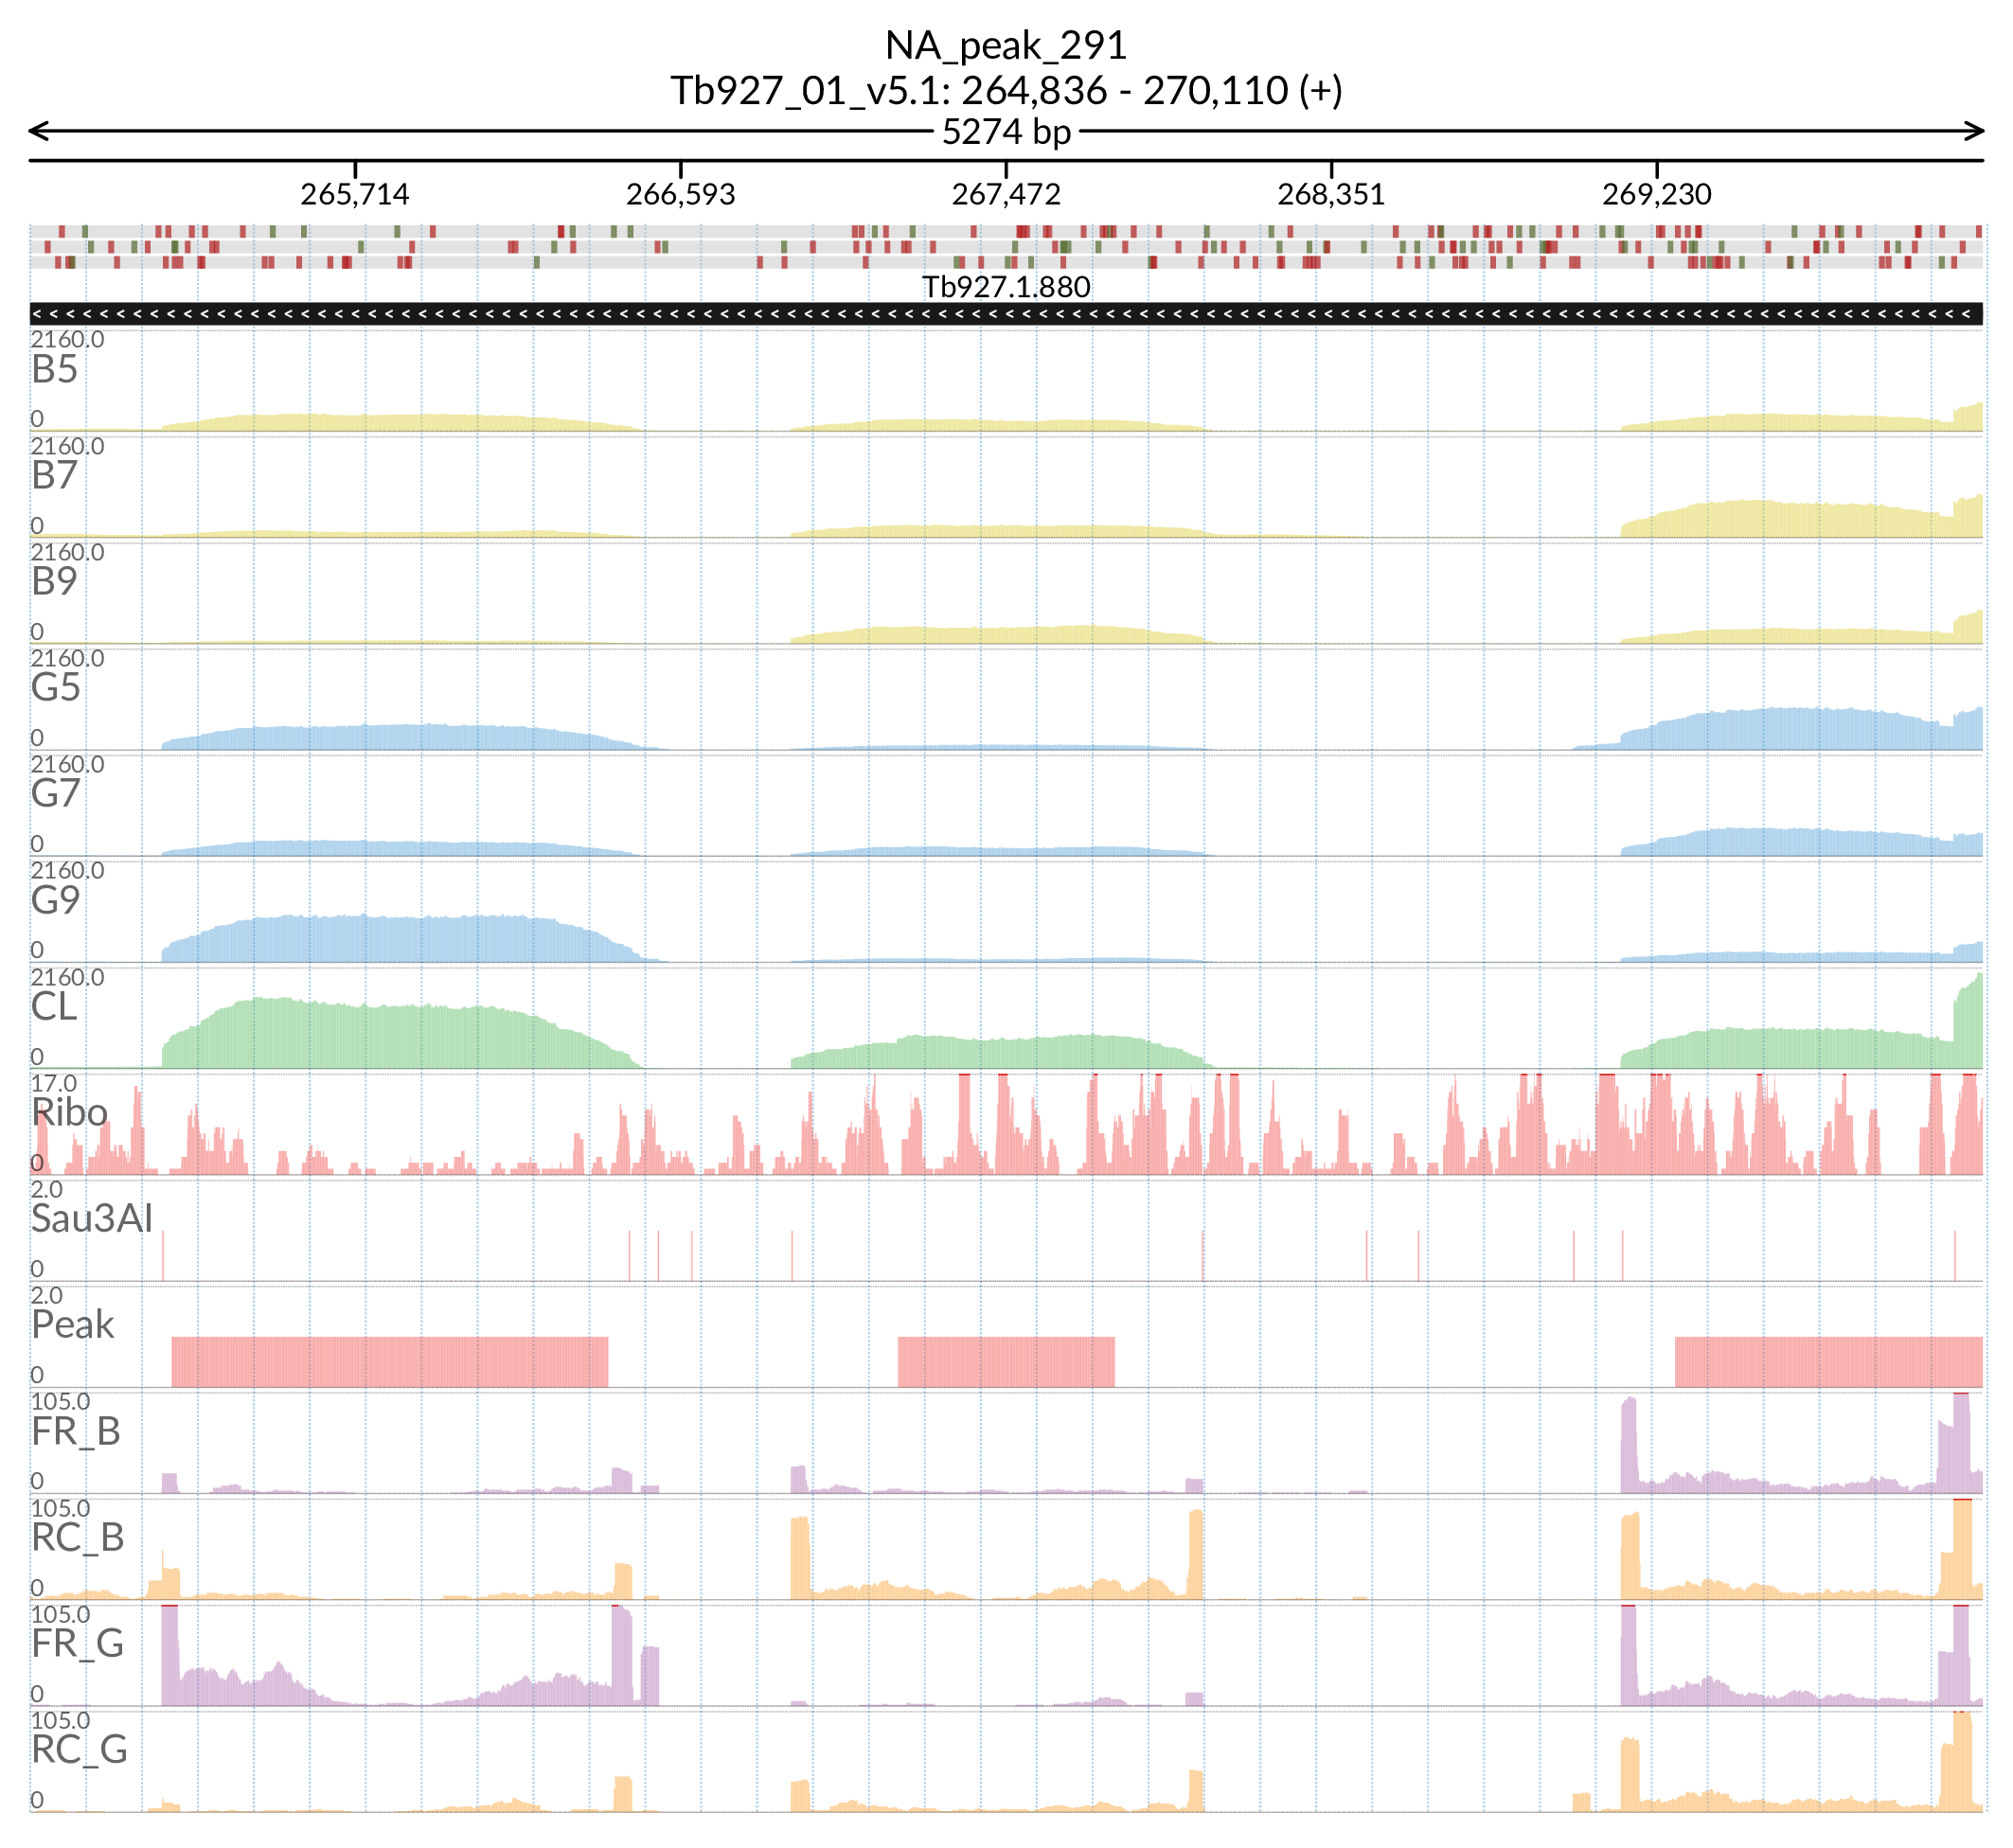 NA_peak_291
Tb927_01_v5.1: 264,836 - 270,110 (+)
5274 bp
265,714 266,593 267,472 268,351 269,230
Tb927.1.880
2160.0
B5
0
2160.0
B7
0
2160.0
B9
0
2160.0
G5
0
2160.0
G7
0
2160.0
G9
0
2160.0
CL
0
17.0
Ribo
0
2.0
Sau3AI
0
2.0
Peak
0
105.0
FR_B
0
105.0
RC_B
0
105.0
FR_G
0
105.0
RC_G
0